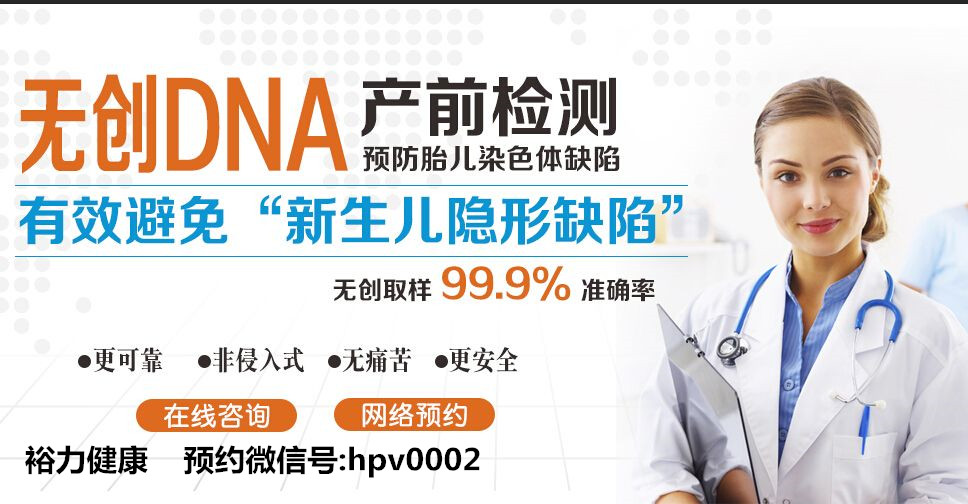 无创DNA 产前检测
预防胎儿染色体缺陷
有效避免“新生儿隐形缺陷”
无创取样 99.9% 准确率
●更可靠 ●非侵入式 ●无痛苦 ●更安全
在线咨询 网络预约
裕力健康 预约微信号:hpv0002